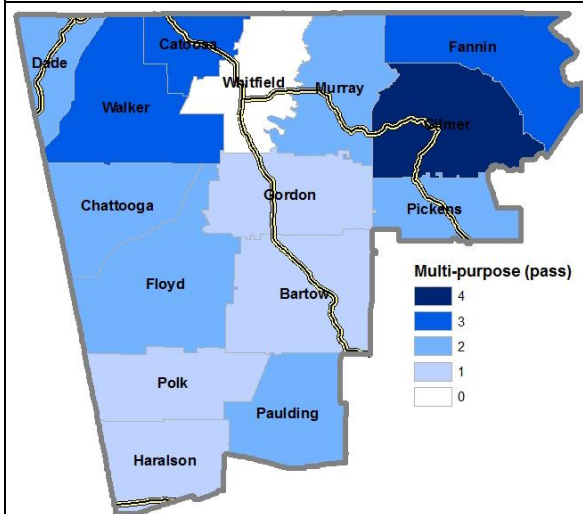 Catoosa
Fannin
Dade
Whitfield
Murray
Walker
Gilmer
Chattooga
Gordon
Pickens
Multi-purpose (pass)
4
3
2
1
0
Floyd
Bartow
Polk
Paulding
Haralson